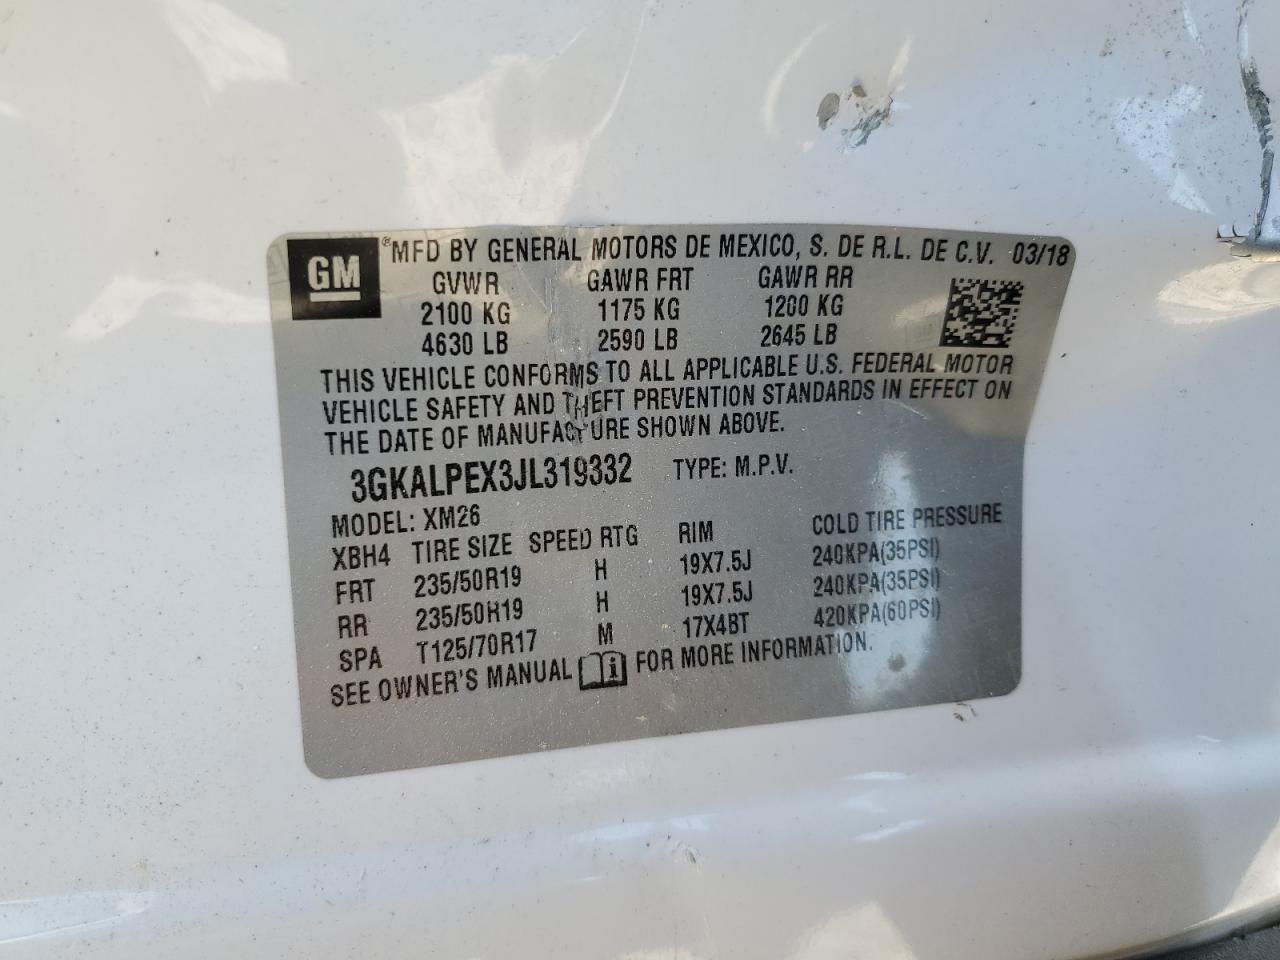 GM ®MFD BY GENERAL MOTORS DE MEXICO, S. DE R.L. DE C.V. 03/18
GVWR GAWR FRT GAWR RR
2100 KG 1175 KG 1200 KG
4630 LB 2590 LB 2645 LB
THIS VEHICLE CONFORMS TO ALL APPLICABLE U.S. FEDERAL MOTOR
VEHICLE SAFETY AND THEFT PREVENTION STANDARDS IN EFFECT ON
THE DATE OF MANUFACTURE SHOWN ABOVE.
3GKALPEX3JL319332 TYPE: M.P.V.
MODEL: XM26
XBH4 TIRE SIZE SPEED RTG RIM COLD TIRE PRESSURE
FRT 235/50R19 H 19X7.5J 240KPA(35PSI)
RR 235/50R19 H 19X7.5J 240KPA(35PSI)
SPA T125/70R17 M 17X4BT 420KPA(60PSI)
SEE OWNER'S MANUAL i FOR MORE INFORMATION.